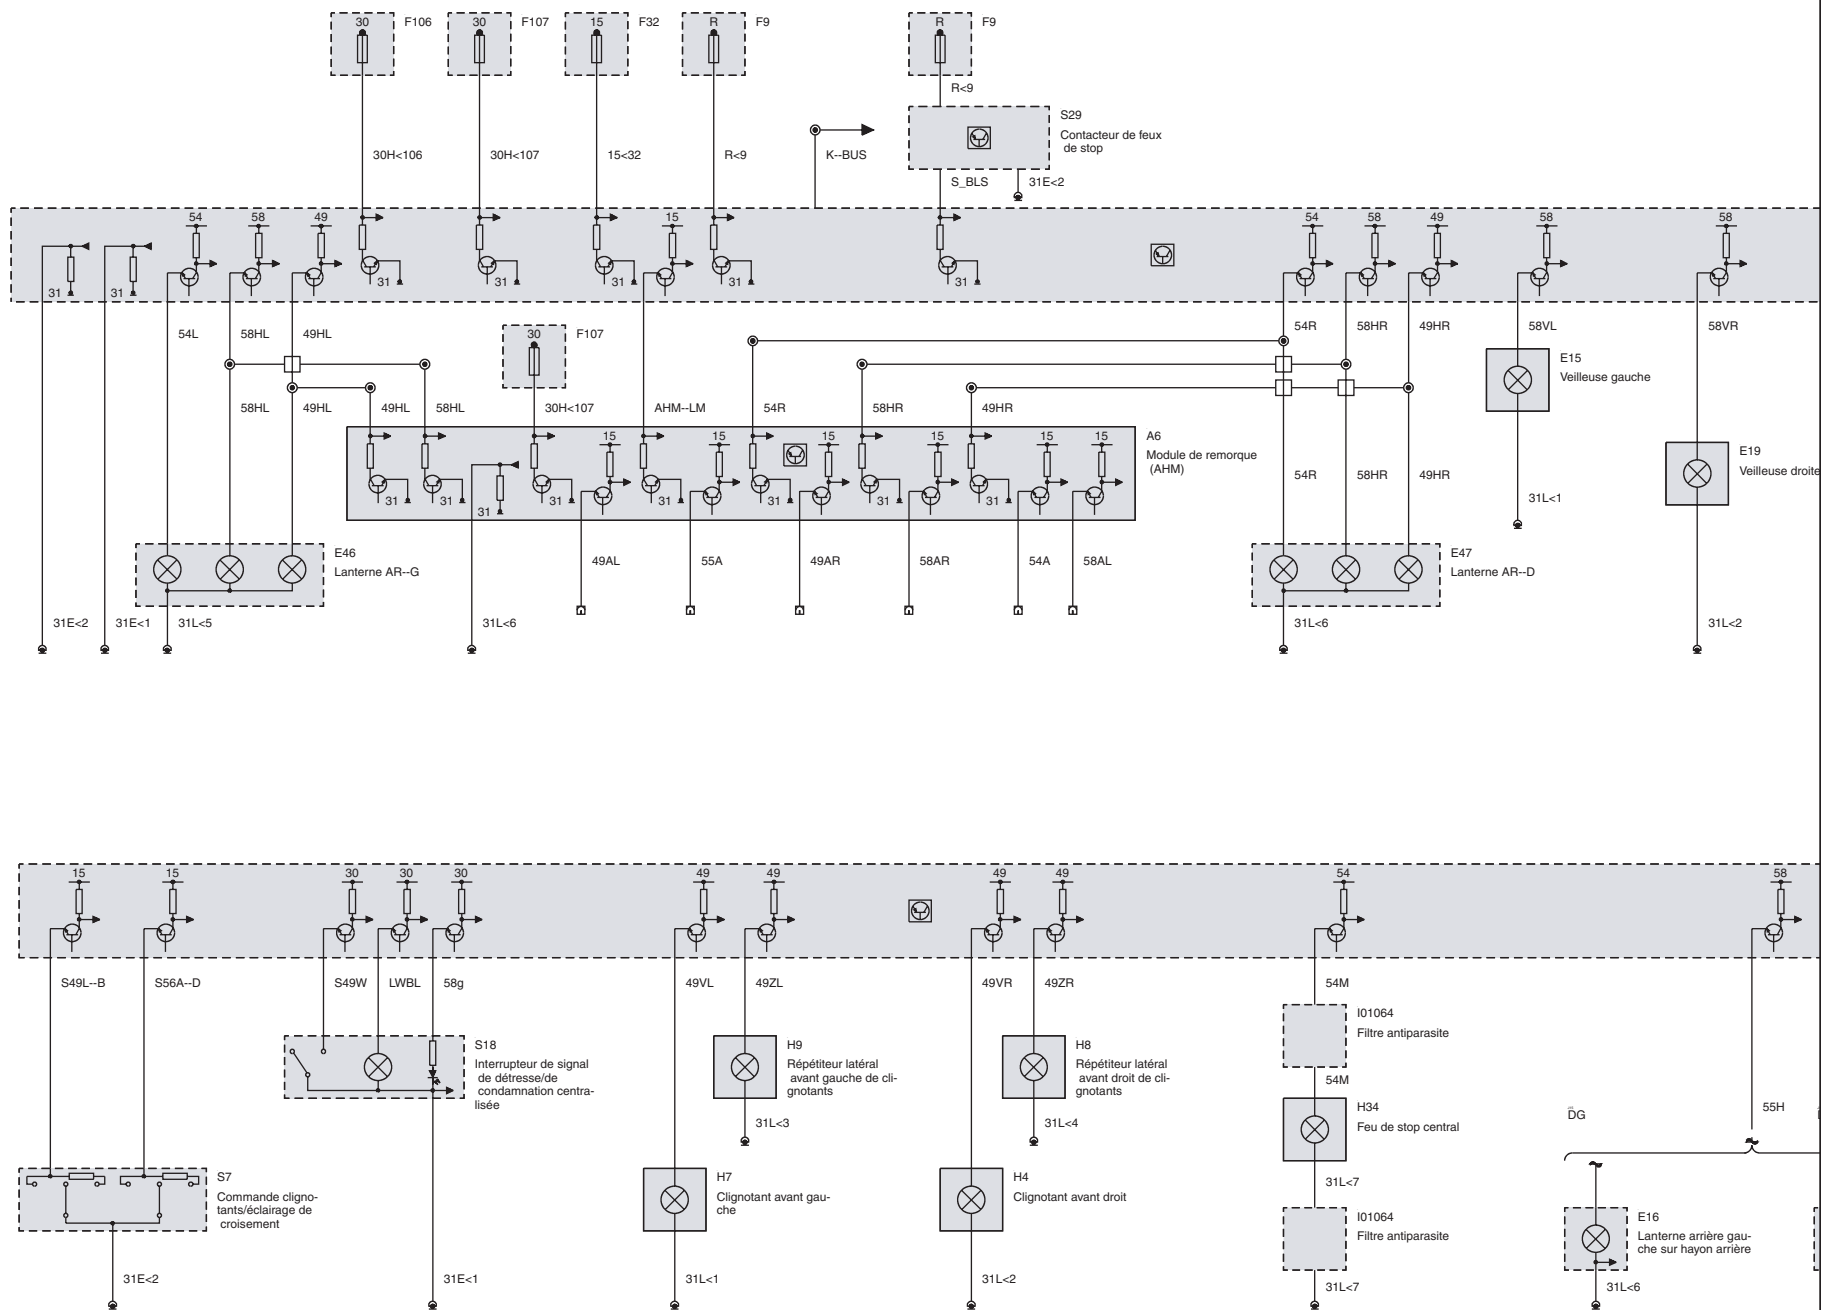 30 F106 30 F107 15 F32 R F9 R F9
R<9
S29
Contacteur de feux
de stop
30H<106 30H<107 15<32 R<9 K--BUS
S_BLS 31E<2
54 58 49 15 54 58 49 58 58
31 31 31 31 31 31 31
54L 58HL 49HL 54R 58HR 49HR 58VL 58VR
30 F107
E15
Veilleuse gauche
58HL 49HL 49HL 58HL 30H<107 AHM--LM 54R 58HR 49HR
15 15 15 15 15 15
A6
Module de remorque
(AHM)
E19
Veilleuse droite
54R 58HR 49HR
31 31 31 31 31 31 31 31
31L<1
E46
Lanterne AR--G
49AL 55A 49AR 58AR 54A 58AL
E47
Lanterne AR--D
31E<2 31E<1 31L<5 31L<6 31L<6 31L<2
15 15 30 30 30 49 49 49 49 54 58
S49L--B S56A--D S49W LWBL 58g 49VL 49ZL 49VR 49ZR 54M
I01064
Filtre antiparasite
S18
Interrupteur de signal
de détresse/de
condamnation centra-
lisée
H9
Répétiteur latéral
avant gauche de cli-
gnotants
H8
Répétiteur latéral
avant droit de cli-
gnotants
54M
H34
Feu de stop central
DG
55H
31L<3 31L<4
S7
Commande cligno-
tants/éclairage de
croisement
H7
Clignotant avant gau-
che
H4
Clignotant avant droit
31L<7
I01064
Filtre antiparasite
E16
Lanterne arrière gau-
che sur hayon arrière
31E<2 31E<1 31L<1 31L<2 31L<7 31L<6